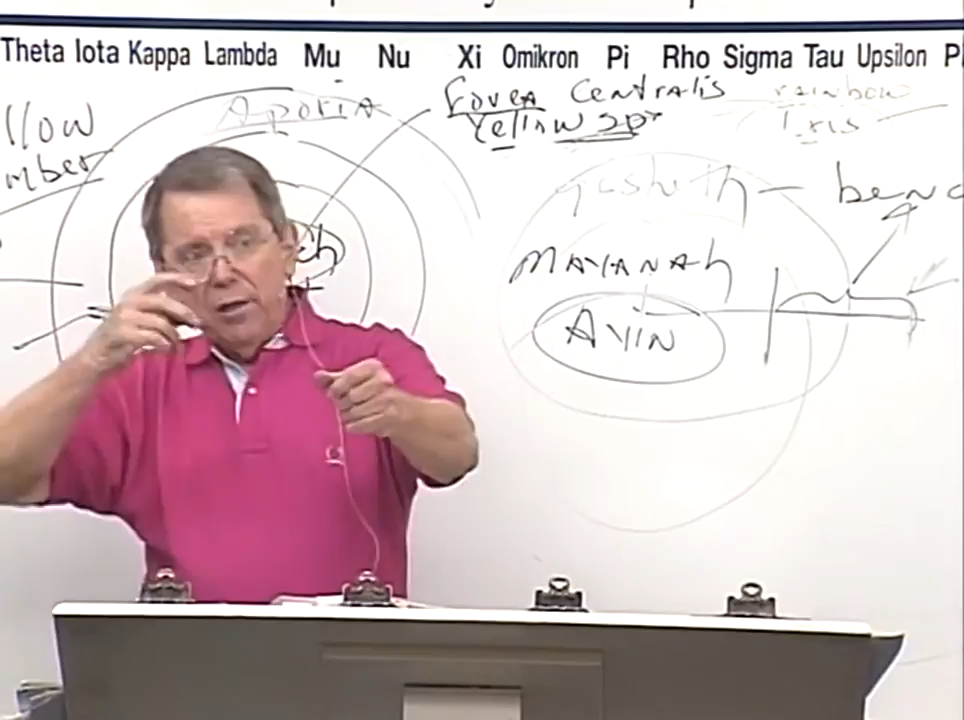 Theta Iota Kappa Lambda Mu Nu Xi Omikron Pi Rho Sigma Tau Upsilon
Aporia
Fovea Centralis
Yellow spot
rainbow
Iris
llow
mber
qasheth — 
MAYANAh
AYIN